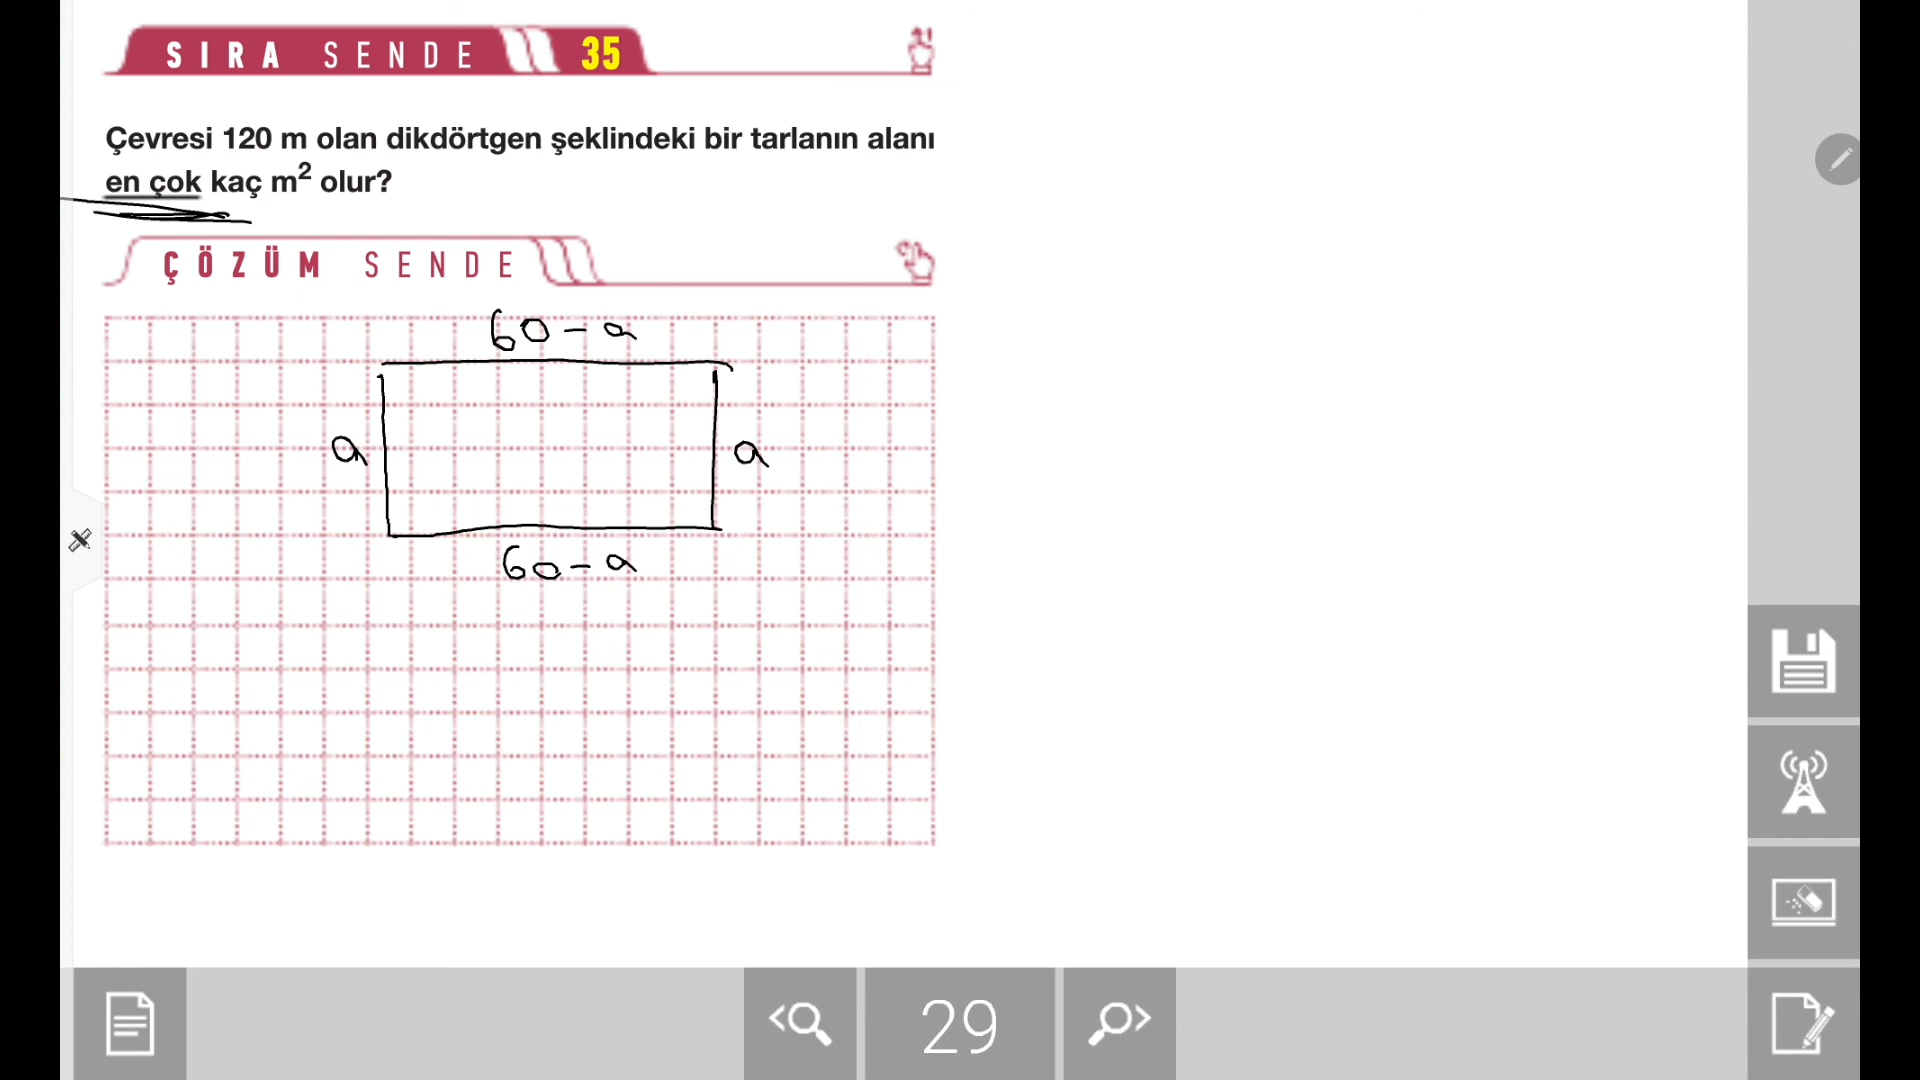 SIRA SENDE 35
Çevresi 120 m olan dikdörtgen şeklindeki bir tarlanın alanı
en çok kaç m² olur?
ÇÖZÜM SENDE
60 - a
a a
60 - a
29